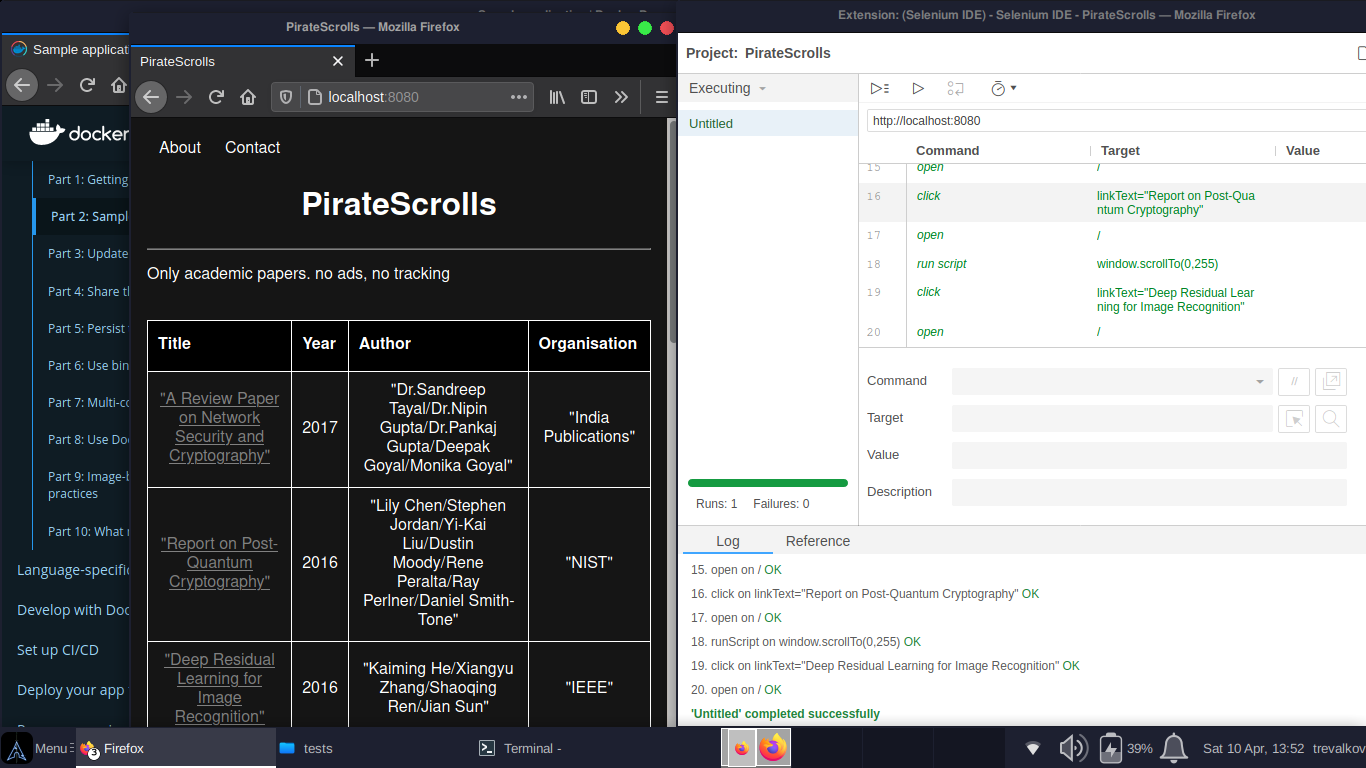 PirateScrolls — Mozilla Firefox
Extension: (Selenium IDE) - Selenium IDE - PirateScrolls — Mozilla Firefox
Sample applicati
PirateScrolls
localhost:8080
docker
Part 1: Getting
Part 2: Sampl
Part 3: Update
Part 4: Share th
Part 5: Persist
Part 6: Use bin
Part 7: Multi-co
Part 8: Use Do
Part 9: Image-b
practices
Part 10: What
Language-specific
Develop with Doc
Set up CI/CD
Deploy your app
About Contact
PirateScrolls
Only academic papers. no ads, no tracking
Title Year Author Organisation
"A Review Paper
on Network
Security and
Cryptography"
2017
"Dr.Sandreep
Tayal/Dr.Nipin
Gupta/Dr.Pankaj
Gupta/Deepak
Goyal/Monika Goyal"
"India
Publications"
"Report on Post-
Quantum
Cryptography"
2016
"Lily Chen/Stephen
Jordan/Yi-Kai
Liu/Dustin
Moody/Rene
Peralta/Ray
Perlner/Daniel Smith-
Tone"
"NIST"
"Deep Residual
Learning for
Image
Recognition"
2016
"Kaiming He/Xiangyu
Zhang/Shaoqing
Ren/Jian Sun"
"IEEE"
Project: PirateScrolls
Executing
Untitled
http://localhost:8080
Command Target Value
15 open /
16 click linkText="Report on Post-Qua
ntum Cryptography"
17 open /
18 run script window.scrollTo(0,255)
19 click linkText="Deep Residual Lear
ning for Image Recognition"
20 open /
Command //
Target
Value
Description
Runs: 1 Failures: 0
Log Reference
15. open on / OK
16. click on linkText="Report on Post-Quantum Cryptography" OK
17. open on / OK
18. runScript on window.scrollTo(0,255) OK
19. click on linkText="Deep Residual Learning for Image Recognition" OK
20. open on / OK
'Untitled' completed successfully
Menu 3 Firefox tests Terminal - 39% Sat 10 Apr, 13:52 trevalkov